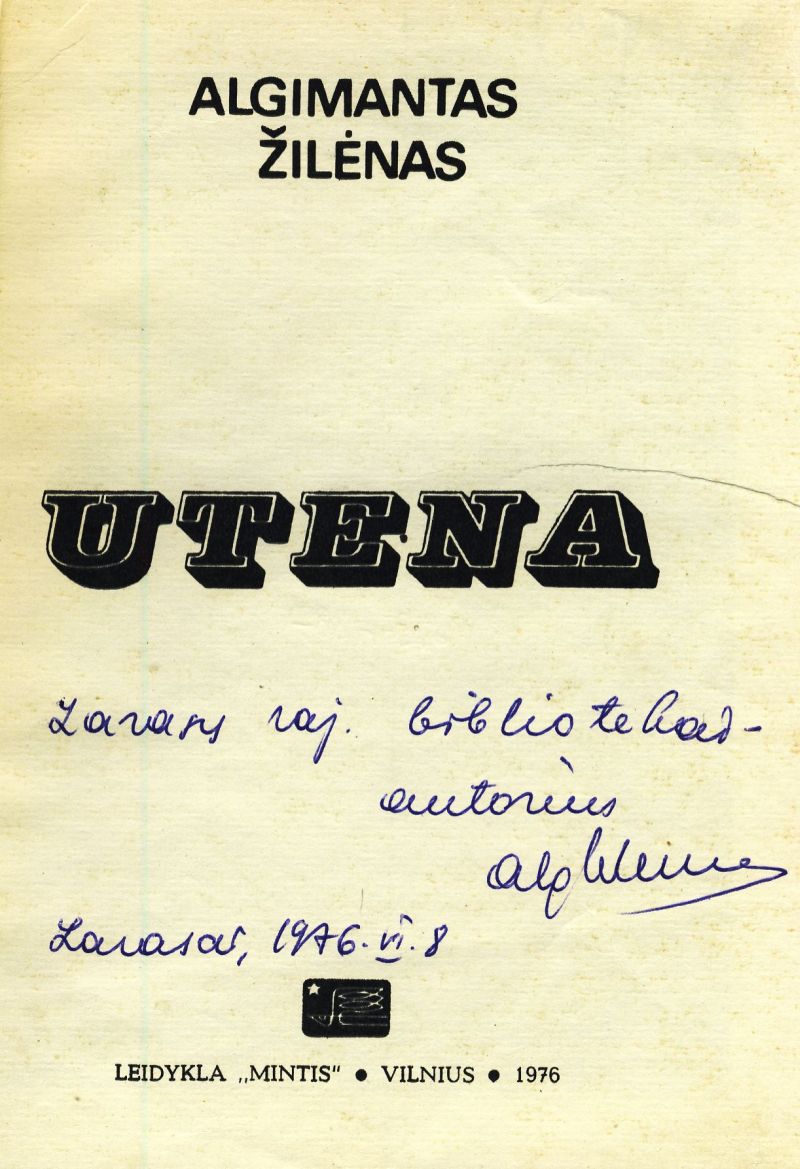 ALGIMANTAS
ŽILĖNAS
UTENA
Zarasų raj. bibliotekai-
autorius
Zarasai, 1976.VI.8
LEIDYKLA „MINTIS“ ● VILNIUS ● 1976